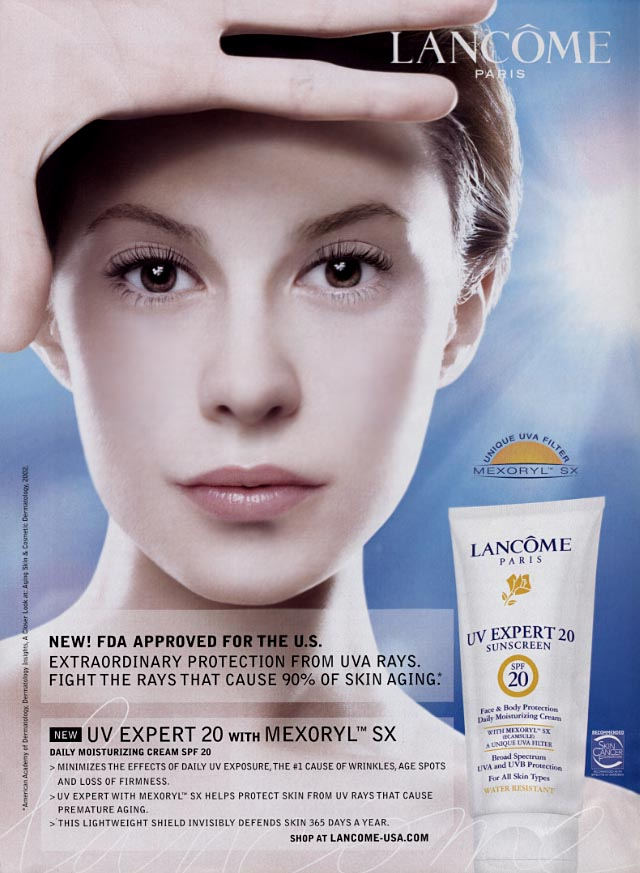 LANCÔME
PARIS
UNIQUE UVA FILTER
MEXORYL™ SX
LANCÔME
PARIS
UV EXPERT 20
SUNSCREEN
SPF
20
Face & Body Protection
Daily Moisturizing Cream
WITH MEXORYL™ SX
(ECAMSULE)
A UNIQUE UVA FILTER
Broad Spectrum
UVA and UVB Protection
For All Skin Types
WATER RESISTANT
RECOMMENDED
SKIN
CANCER
FOUNDATION
NEW! FDA APPROVED FOR THE U.S.
EXTRAORDINARY PROTECTION FROM UVA RAYS.
FIGHT THE RAYS THAT CAUSE 90% OF SKIN AGING.*
NEW UV EXPERT 20 WITH MEXORYL™ SX
DAILY MOISTURIZING CREAM SPF 20
> MINIMIZES THE EFFECTS OF DAILY UV EXPOSURE, THE #1 CAUSE OF WRINKLES, AGE SPOTS
AND LOSS OF FIRMNESS.
> UV EXPERT WITH MEXORYL™ SX HELPS PROTECT SKIN FROM UV RAYS THAT CAUSE
PREMATURE AGING.
> THIS LIGHTWEIGHT SHIELD INVISIBLY DEFENDS SKIN 365 DAYS A YEAR.
SHOP AT LANCOME-USA.COM
*American Academy of Dermatology, Dermatology Insights, A Closer Look at: Aging Skin & Cosmetic Dermatology, 2002.
Lancôme